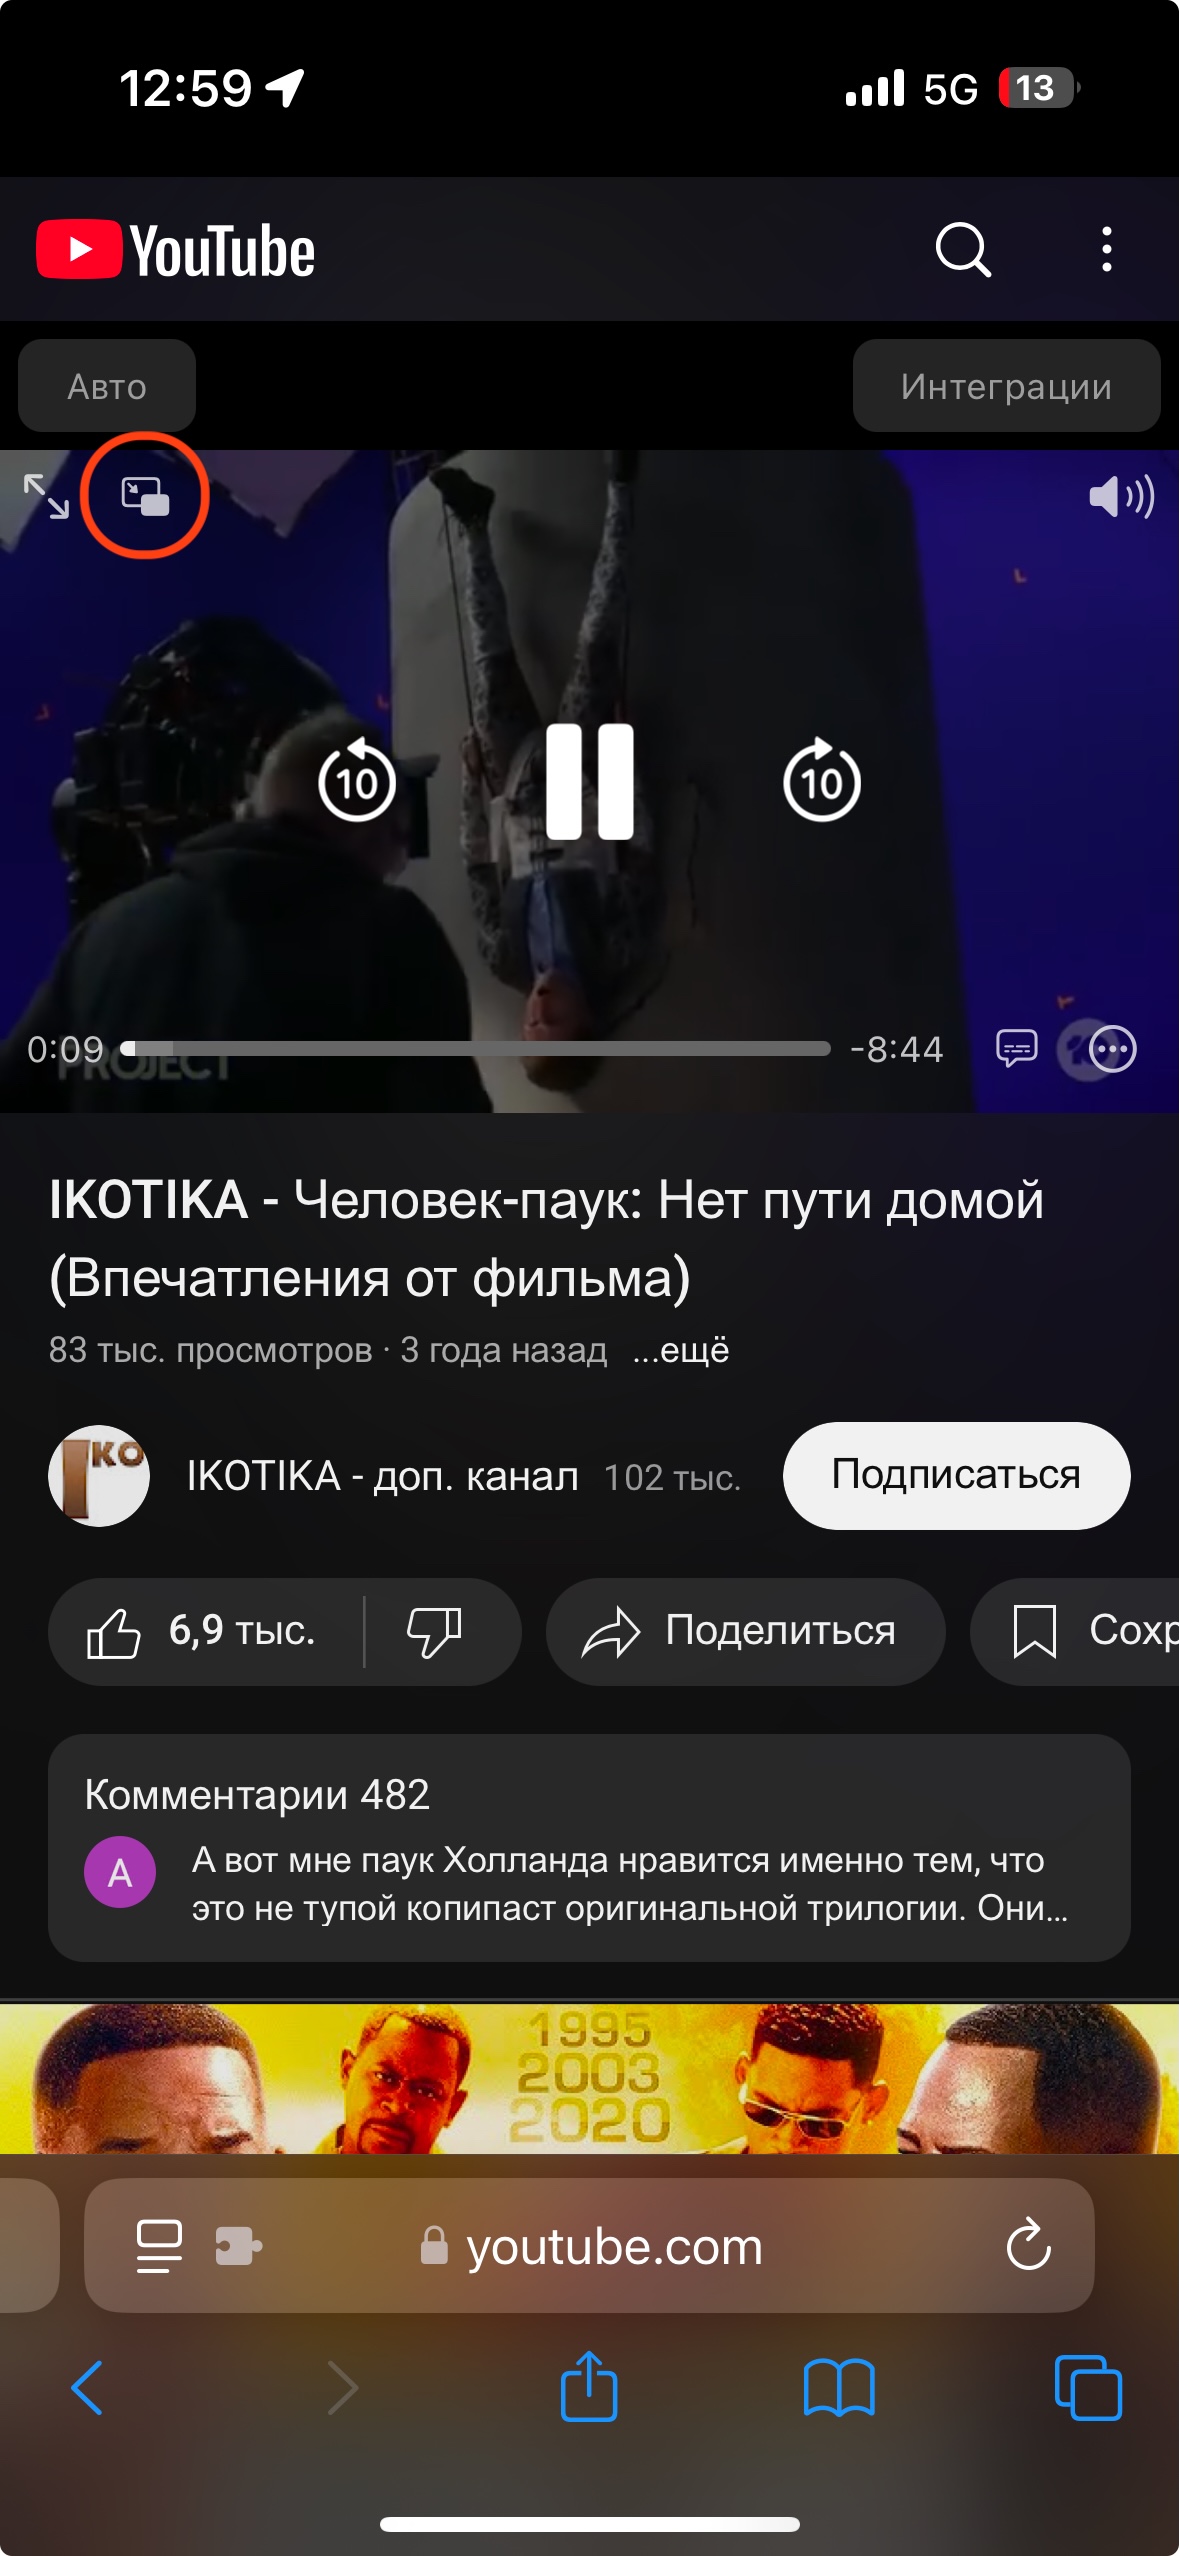 12:59
5G 13
YouTube
Авто
Интеграции
10
10
0:09
-8:44
PROJECT
IKOTIKA - Человек-паук: Нет пути домой
(Впечатления от фильма)
83 тыс. просмотров · 3 года назад ...ещё
IKO
IKOTIKA - доп. канал 102 тыс.
Подписаться
6,9 тыс.
Поделиться
Сохр
Комментарии 482
A
А вот мне паук Холланда нравится именно тем, что
это не тупой копипаст оригинальной трилогии. Они...
1995
2003
2020
youtube.com